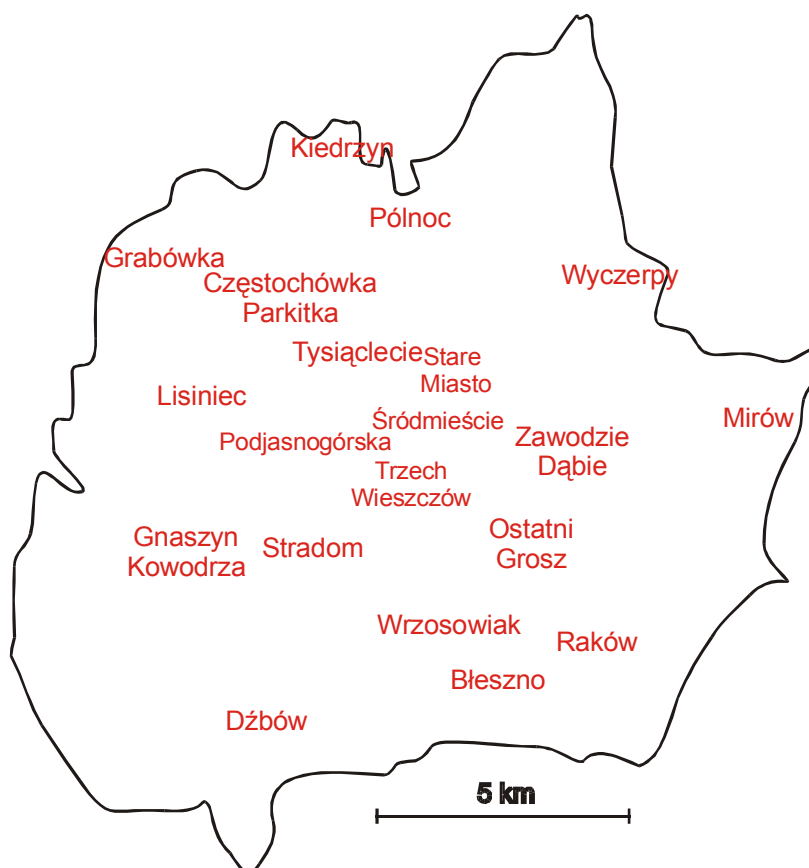 Kiedrzyn
Pólnoc
Grabówka
Wyczerpy
Częstochówka
Parkitka
Tysiąclecie
Stare
Miasto
Lisiniec
Mirów
Śródmieście
Podjasnogórska
Zawodzie
Dąbie
Trzech
Wieszczów
Gnaszyn
Kowodrza
Stradom
Ostatni
Grosz
Wrzosowiak
Raków
Błeszno
Dźbów
5 km